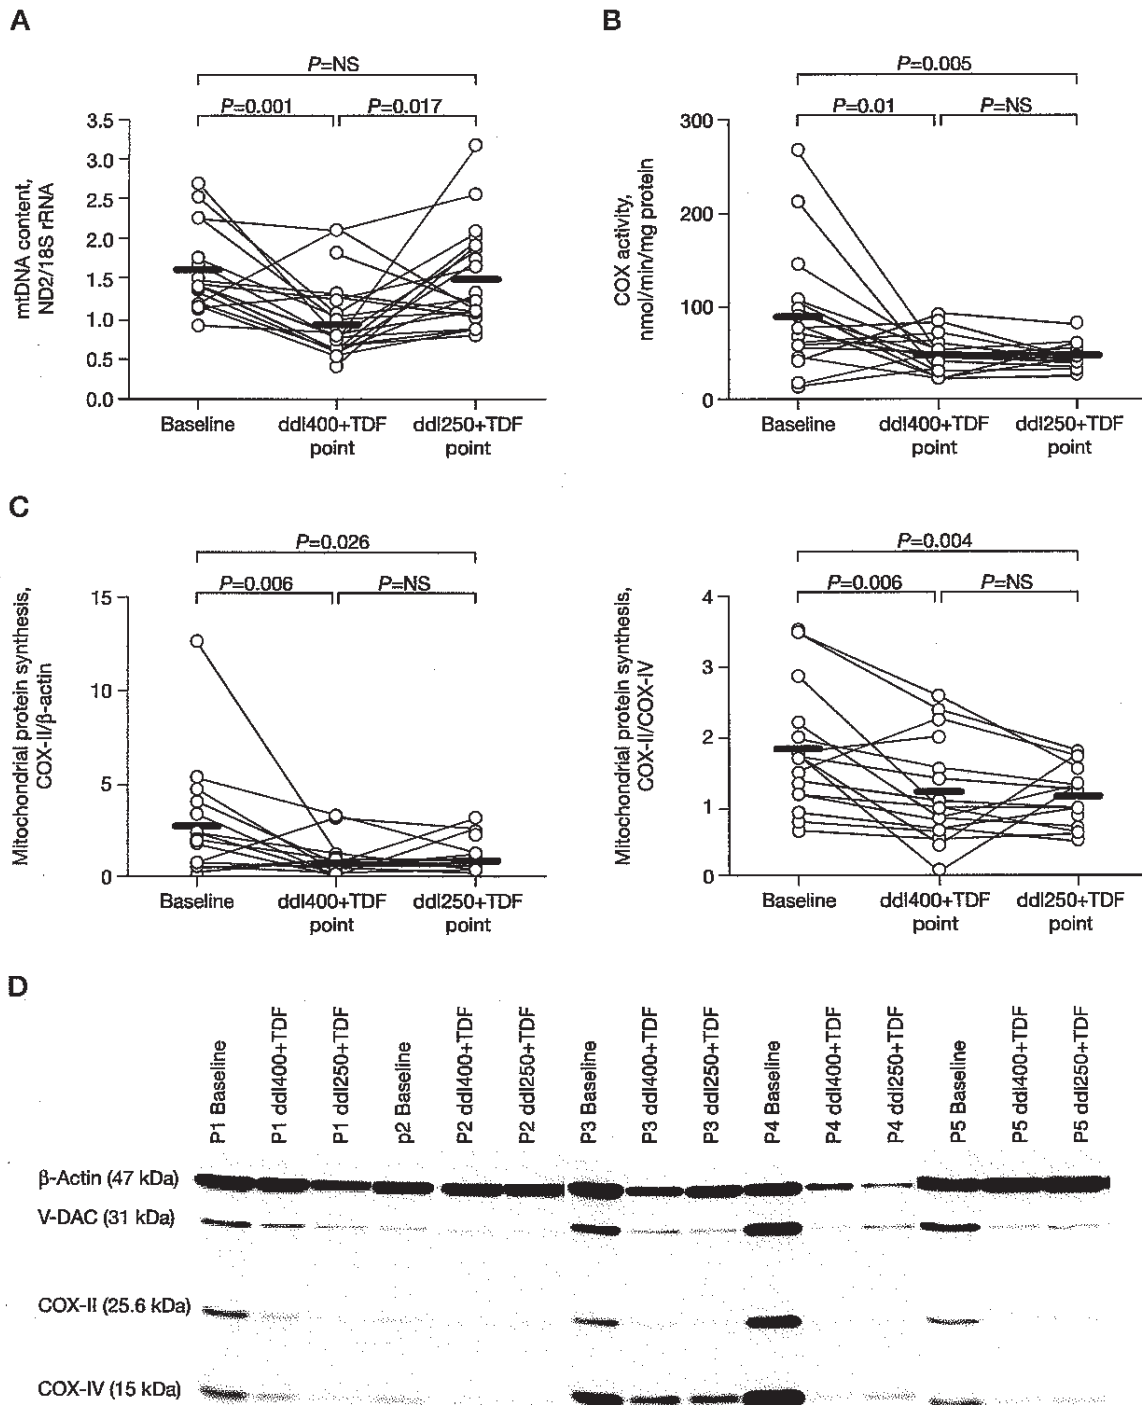 A
P=NS
P=0.001
P=0.017
mtDNA content,
ND2/18S rRNA
3.5
3.0
2.5
2.0
1.5
1.0
0.5
0.0
Baseline
ddI400+TDF
point
ddI250+TDF
point
B
P=0.005
P=0.01
P=NS
COX activity,
nmol/min/mg protein
300
200
100
0
Baseline
ddI400+TDF
point
ddI250+TDF
point
C
P=0.026
P=0.006
P=NS
Mitochondrial protein synthesis,
COX-II/β-actin
15
10
5
0
Baseline
ddI400+TDF
point
ddI250+TDF
point
P=0.004
P=0.006
P=NS
Mitochondrial protein synthesis,
COX-II/COX-IV
4
3
2
1
0
Baseline
ddI400+TDF
point
ddI250+TDF
point
D
P1 Baseline
P1 ddI400+TDF
P1 ddI250+TDF
p2 Baseline
P2 ddI400+TDF
P2 ddI250+TDF
P3 Baseline
P3 ddI400+TDF
P3 ddI250+TDF
P4 Baseline
P4 ddI400+TDF
P4 ddI250+TDF
P5 Baseline
P5 ddI400+TDF
P5 ddI250+TDF
β-Actin (47 kDa)
V-DAC (31 kDa)
COX-II (25.6 kDa)
COX-IV (15 kDa)